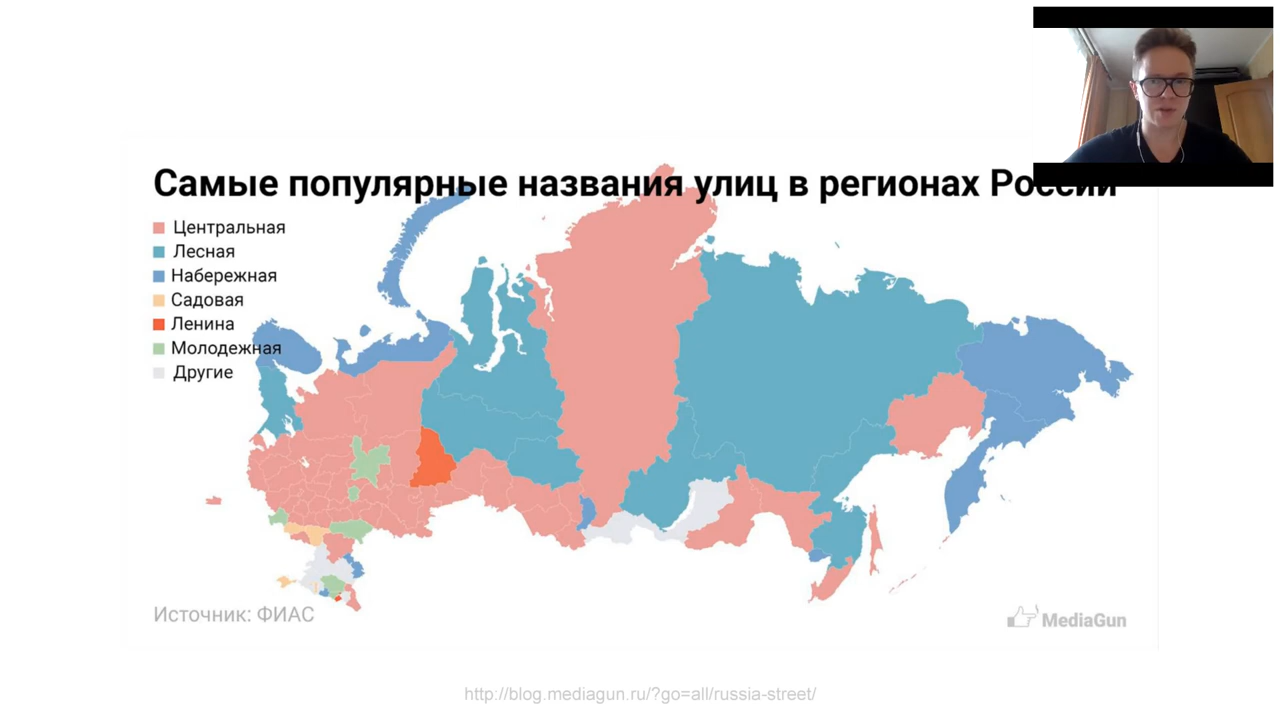 Самые популярные названия улиц в регионах России
Центральная
Лесная
Набережная
Садовая
Ленина
Молодежная
Другие
Источник: ФИАС
MediaGun
http://blog.mediagun.ru/?go=all/russia-street/